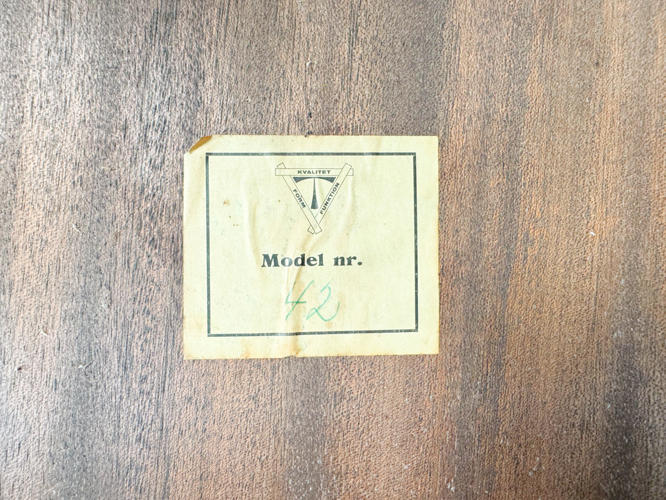 KVALITET
FORM
FUNKTION
Model nr.
42